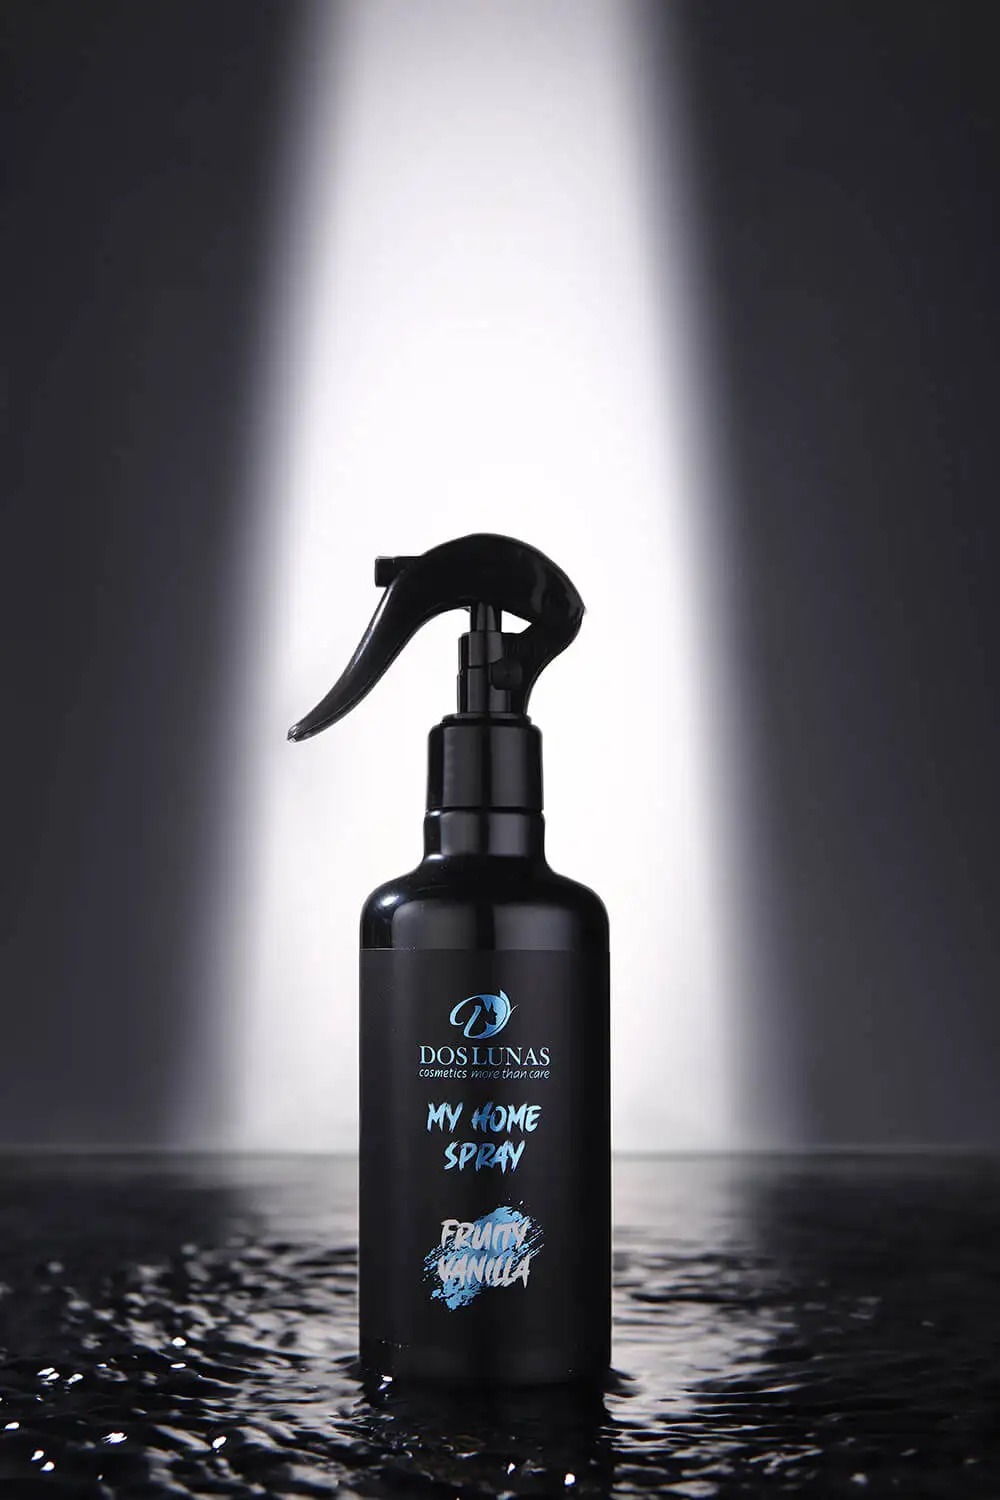 DOS LUNAS
cosmetics more than care
MY HOME
SPRAY
FRUITY
VANILLA